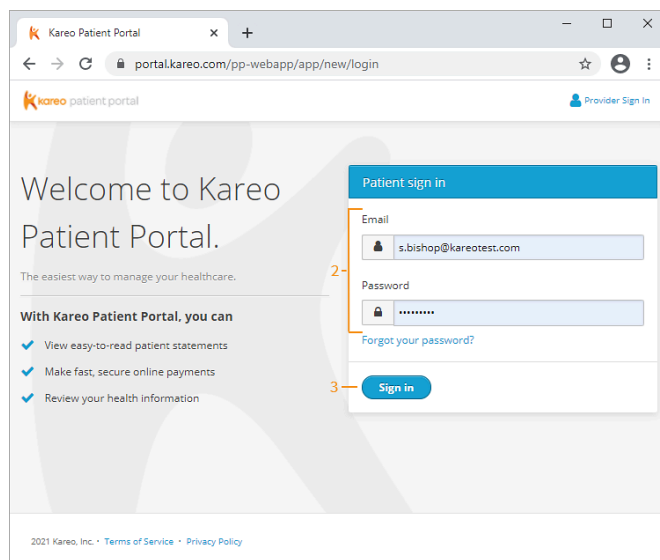 Kareo Patient Portal
portal.kareo.com/pp-webapp/app/new/login
kareo patient portal
Provider Sign In
Welcome to Kareo
Patient Portal.
The easiest way to manage your healthcare.
With Kareo Patient Portal, you can
View easy-to-read patient statements
Make fast, secure online payments
Review your health information
Patient sign in
Email
2
s.bishop@kareotest.com
Password
•••••••••
Forgot your password?
3
Sign in
2021 Kareo, Inc. • Terms of Service • Privacy Policy